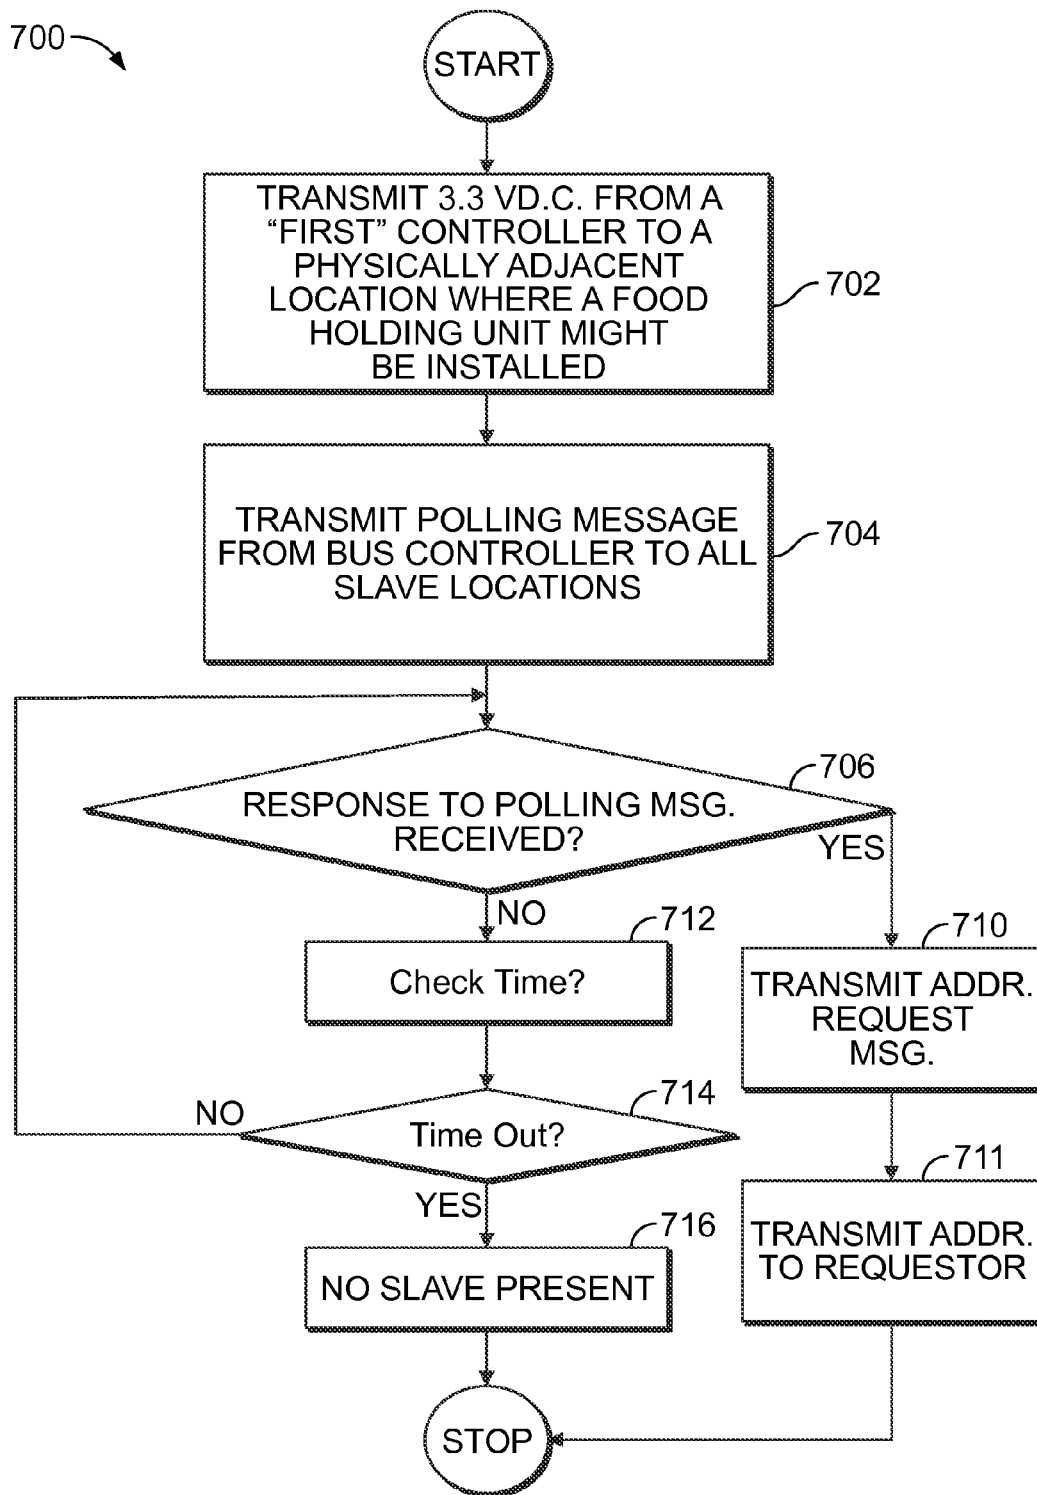 700
START
TRANSMIT 3.3 VD.C. FROM A
“FIRST” CONTROLLER TO A
PHYSICALLY ADJACENT
LOCATION WHERE A FOOD
HOLDING UNIT MIGHT
BE INSTALLED
702
TRANSMIT POLLING MESSAGE
FROM BUS CONTROLLER TO ALL
SLAVE LOCATIONS
704
706
RESPONSE TO POLLING MSG.
RECEIVED?
YES
NO
712
Check Time?
710
TRANSMIT ADDR.
REQUEST
MSG.
714
NO
Time Out?
711
YES
TRANSMIT ADDR.
TO REQUESTOR
716
NO SLAVE PRESENT
STOP